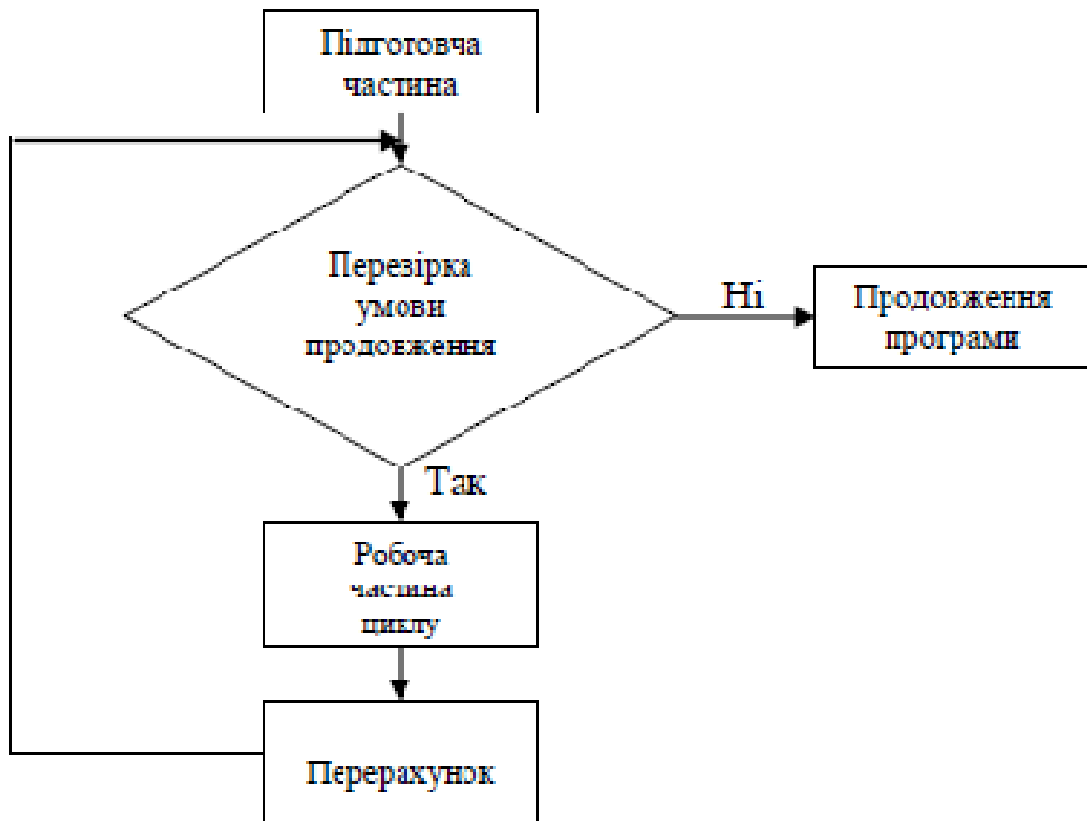 Підготовча
частина
Перевірка
умови
продовження
Ні
Продовження
програми
Так
Робоча
частина
циклу
Перерахунок